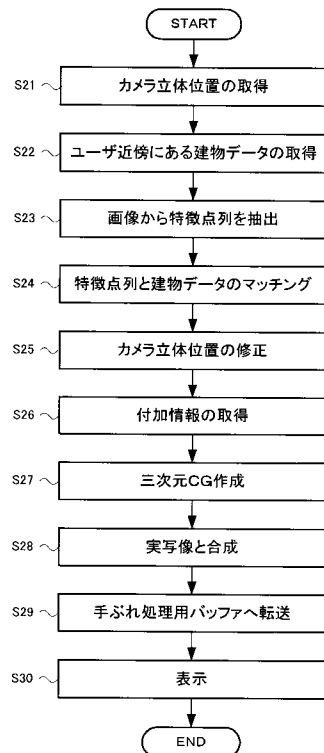 START
S21 カメラ立体位置の取得
S22 ユーザ近傍にある建物データの取得
S23 画像から特徴点列を抽出
S24 特徴点列と建物データのマッチング
S25 カメラ立体位置の修正
S26 付加情報の取得
S27 三次元CG作成
S28 実写像と合成
S29 手ぶれ処理用バッファへ転送
S30 表示
END